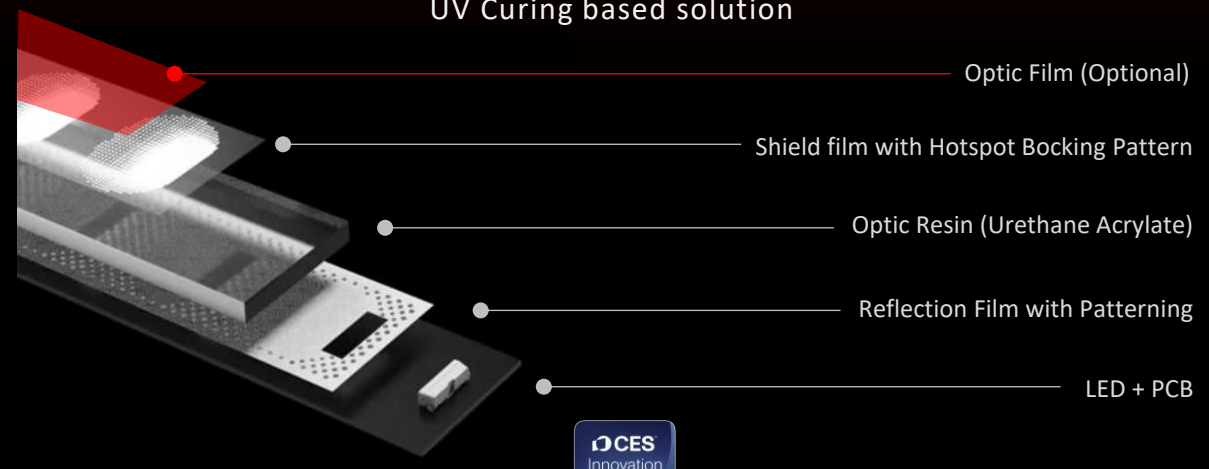 UV Curing based solution
Optic Film (Optional)
Shield film with Hotspot Bocking Pattern
Optic Resin (Urethane Acrylate)
Reflection Film with Patterning
LED + PCB
CES
Innovation